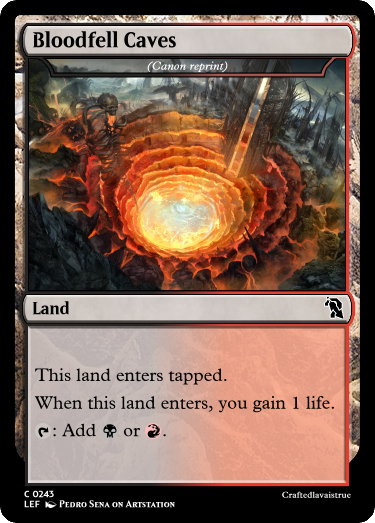 Bloodfell Caves
(Canon reprint)
Land
This land enters tapped.
When this land enters, you gain 1 life.
: Add or .
C 0243
LEF Pedro Sena on Artstation
Craftedlavaistrue